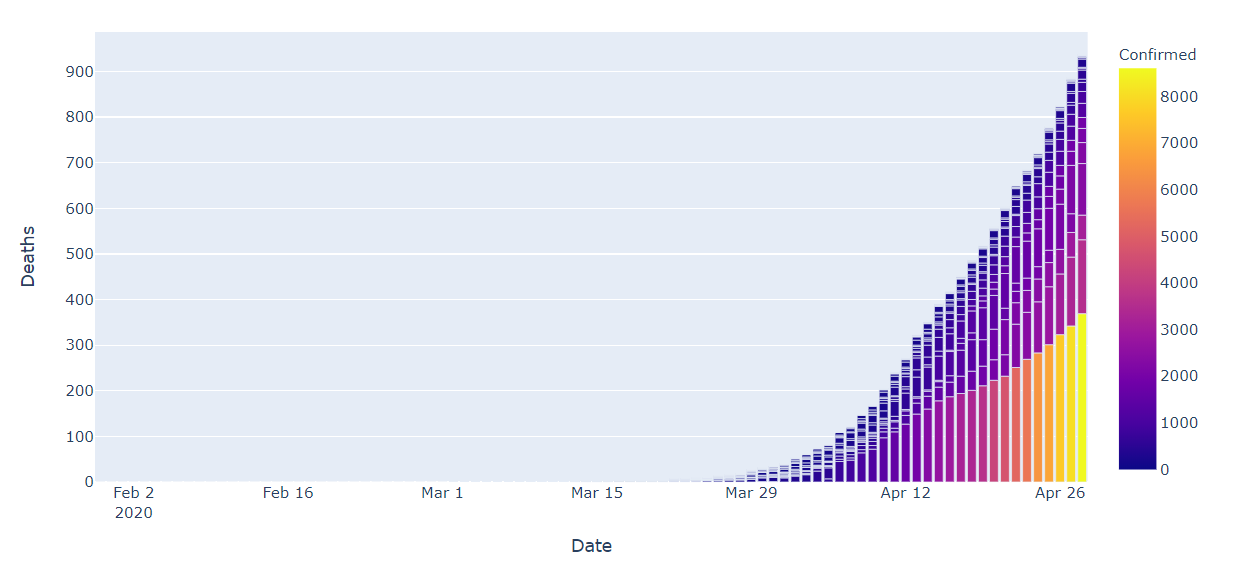 Confirmed
900
800
700
600
500
400
300
200
100
0
Deaths
8000
7000
6000
5000
4000
3000
2000
1000
0
Feb 2
2020
Feb 16
Mar 1
Mar 15
Mar 29
Apr 12
Apr 26
Date